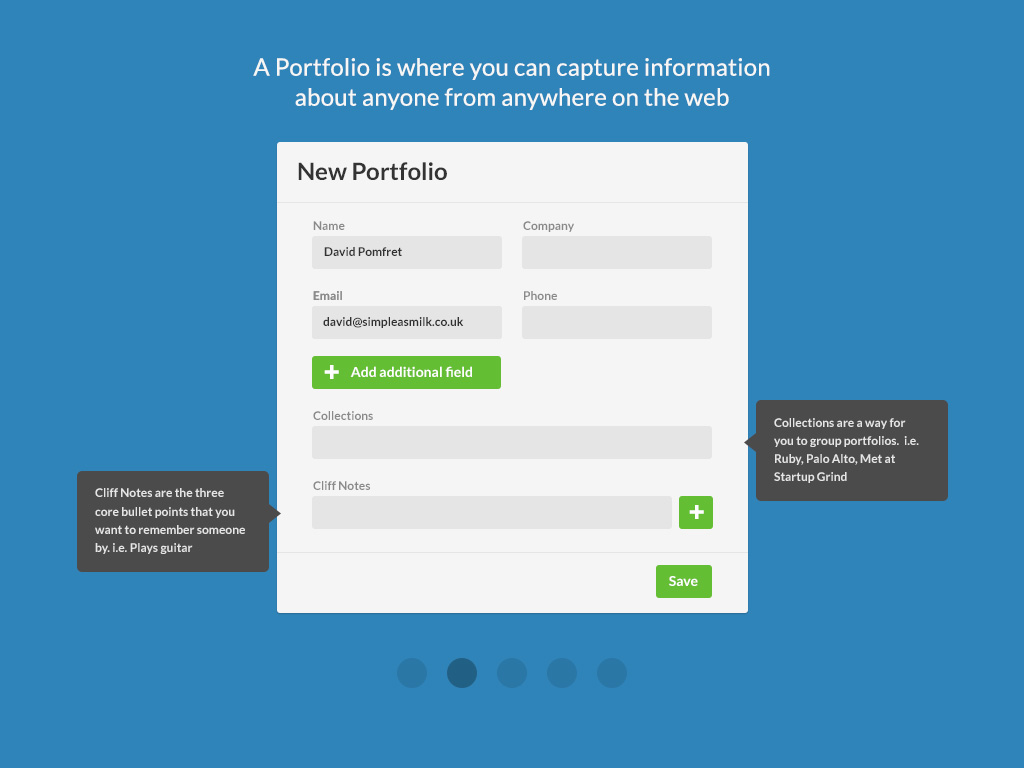 A Portfolio is where you can capture information
about anyone from anywhere on the web
New Portfolio
Name
Company
David Pomfret
Email
Phone
david@simpleasmilk.co.uk
Add additional field
Collections
Collections are a way for
you to group portfolios.  i.e.
Ruby, Palo Alto, Met at
Startup Grind
Cliff Notes
Cliff Notes are the three
core bullet points that you
want to remember someone
by. i.e. Plays guitar
Save